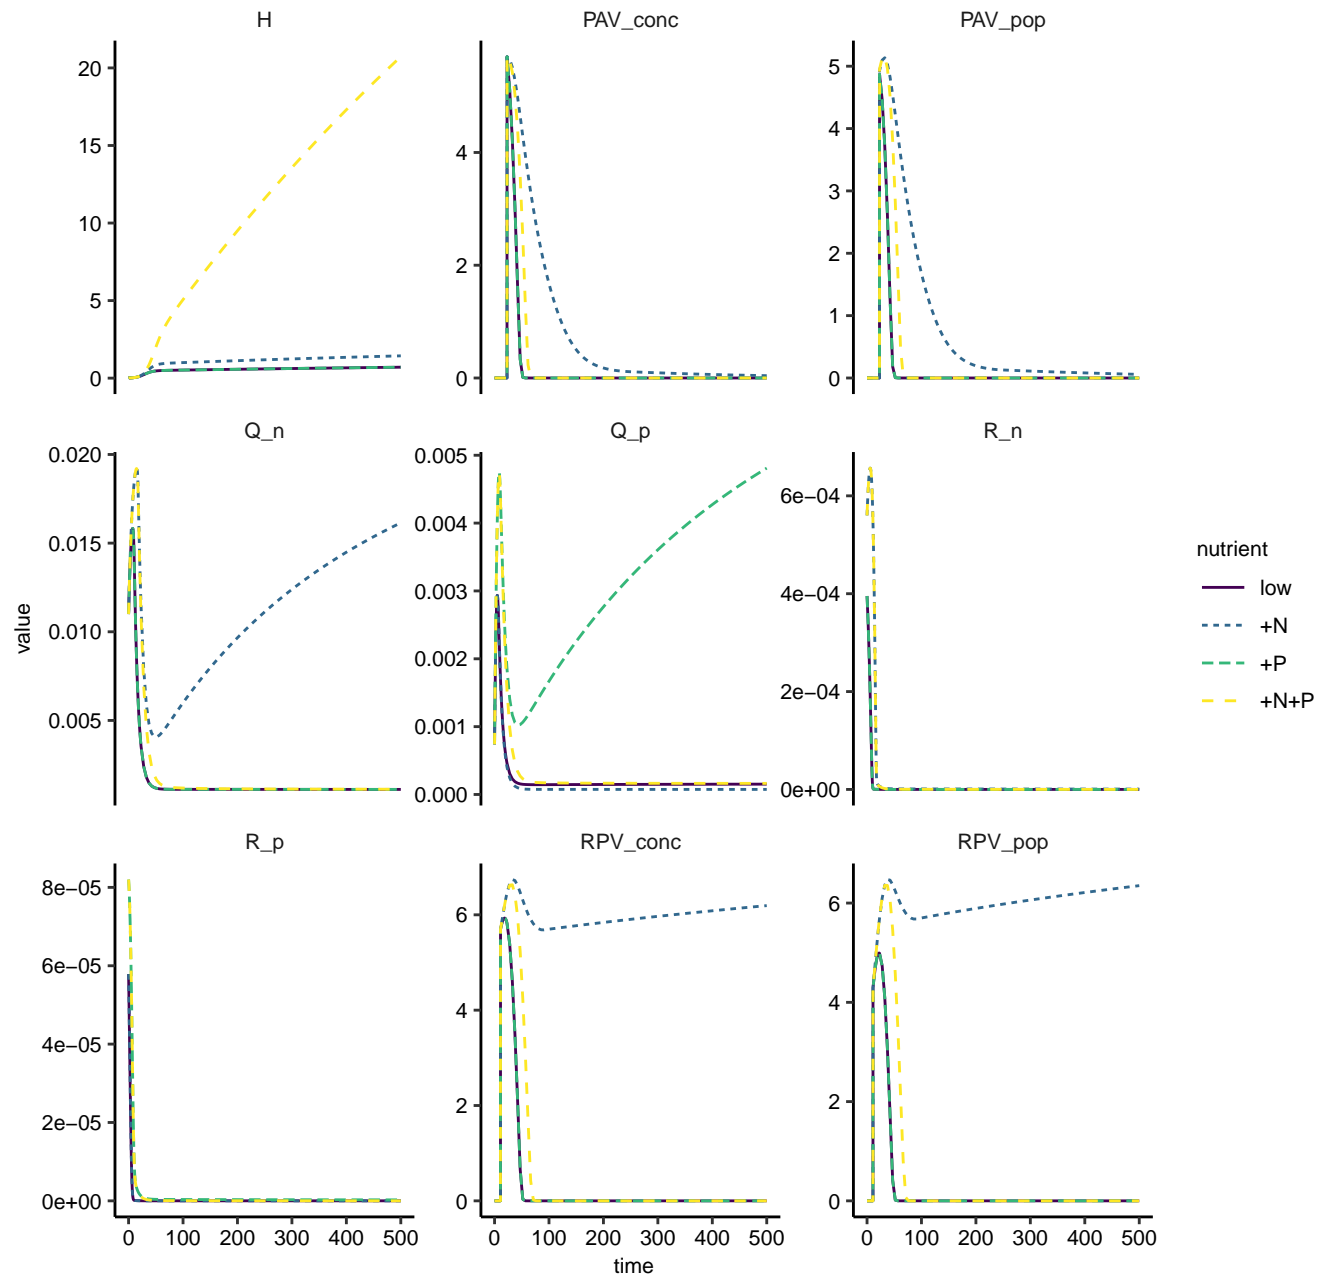 H
PAV_conc
PAV_pop
20
15
10
5
0
4
2
0
5
4
3
2
1
0
Q_n
Q_p
R_n
0.020
0.015
0.010
0.005
0.005
0.004
0.003
0.002
0.001
0.000
6e−04
4e−04
2e−04
0e+00
value
nutrient
low
+N
+P
+N+P
R_p
RPV_conc
RPV_pop
8e−05
6e−05
4e−05
2e−05
0e+00
6
4
2
0
6
4
2
0
0 100 200 300 400 500
0 100 200 300 400 500
0 100 200 300 400 500
time